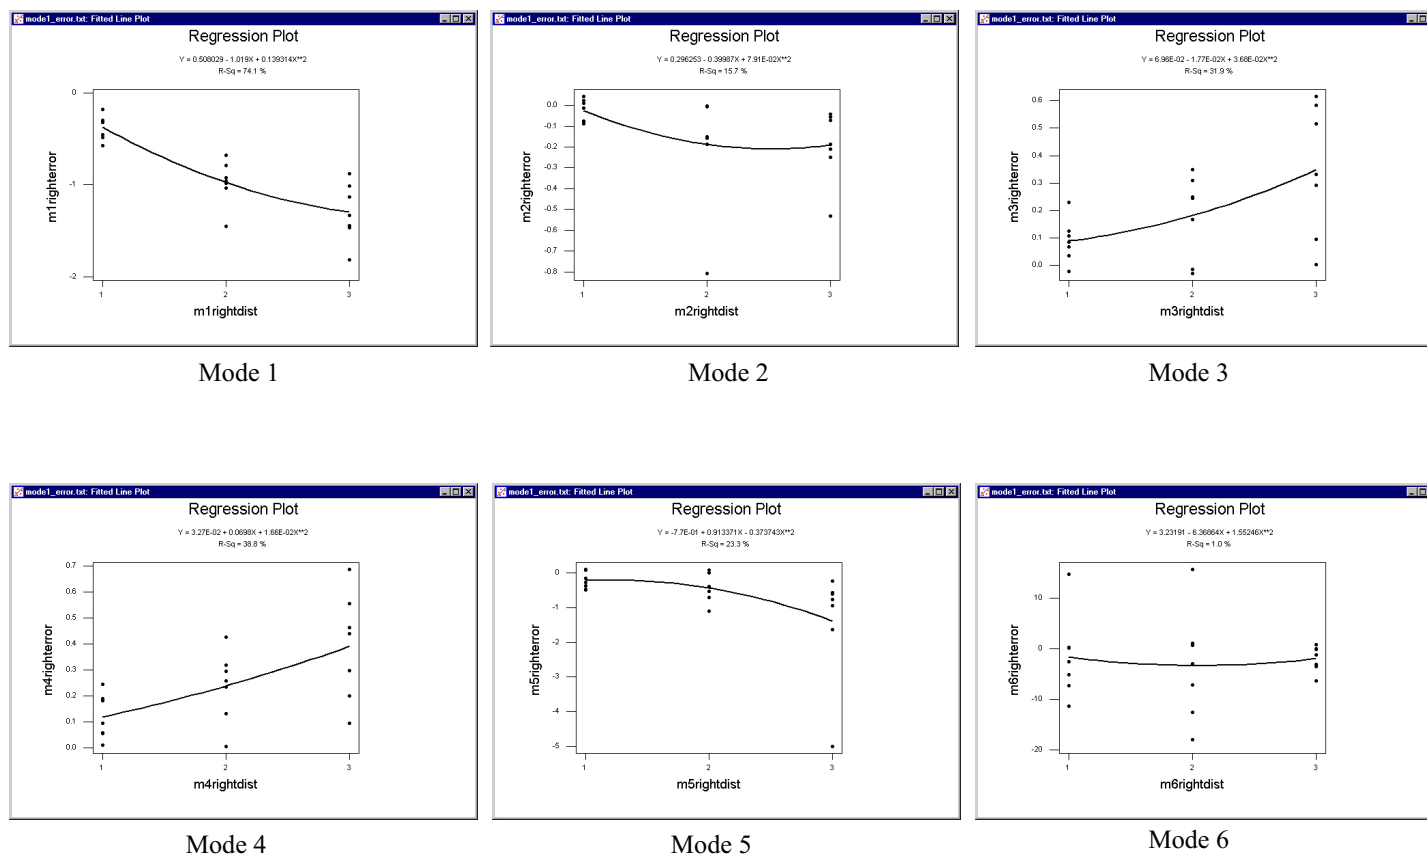 mode1_error.txt: Fitted Line Plot
Regression Plot
Y = 0.508029 - 1.019X + 0.139314X**2
R-Sq = 74.1 %
0
-1
-2
m1righterror
1 2 3
m1rightdist
Mode 1
mode1_error.txt: Fitted Line Plot
Regression Plot
Y = 0.296253 - 0.39987X + 7.91E-02X**2
R-Sq = 15.7 %
0.0
-0.1
-0.2
-0.3
-0.4
-0.5
-0.6
-0.7
-0.8
m2righterror
1 2 3
m2rightdist
Mode 2
mode1_error.txt: Fitted Line Plot
Regression Plot
Y = 6.96E-02 - 1.77E-02X + 3.68E-02X**2
R-Sq = 31.9 %
0.6
0.5
0.4
0.3
0.2
0.1
0.0
m3righterror
1 2 3
m3rightdist
Mode 3
mode1_error.txt: Fitted Line Plot
Regression Plot
Y = 3.27E-02 + 0.0698X + 1.66E-02X**2
R-Sq = 38.8 %
0.7
0.6
0.5
0.4
0.3
0.2
0.1
0.0
m4righterror
1 2 3
m4rightdist
Mode 4
mode1_error.txt: Fitted Line Plot
Regression Plot
Y = -7.7E-01 + 0.913371X - 0.373743X**2
R-Sq = 23.3 %
0
-1
-2
-3
-4
-5
m5righterror
1 2 3
m5rightdist
Mode 5
mode1_error.txt: Fitted Line Plot
Regression Plot
Y = 3.23191 - 6.36864X + 1.55246X**2
R-Sq = 1.0 %
10
0
-10
-20
m6righterror
1 2 3
m6rightdist
Mode 6